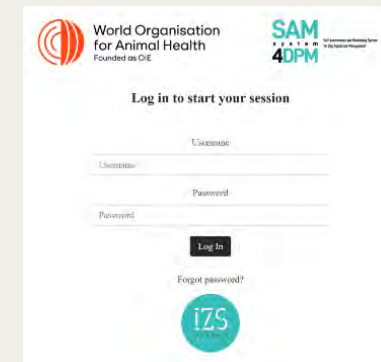 World Organisation
for Animal Health
Founded as OIE
SAM
system
4DPM
Log in to start your session
Username
Username
Password
Password
Log In
Forgot password?
IZS